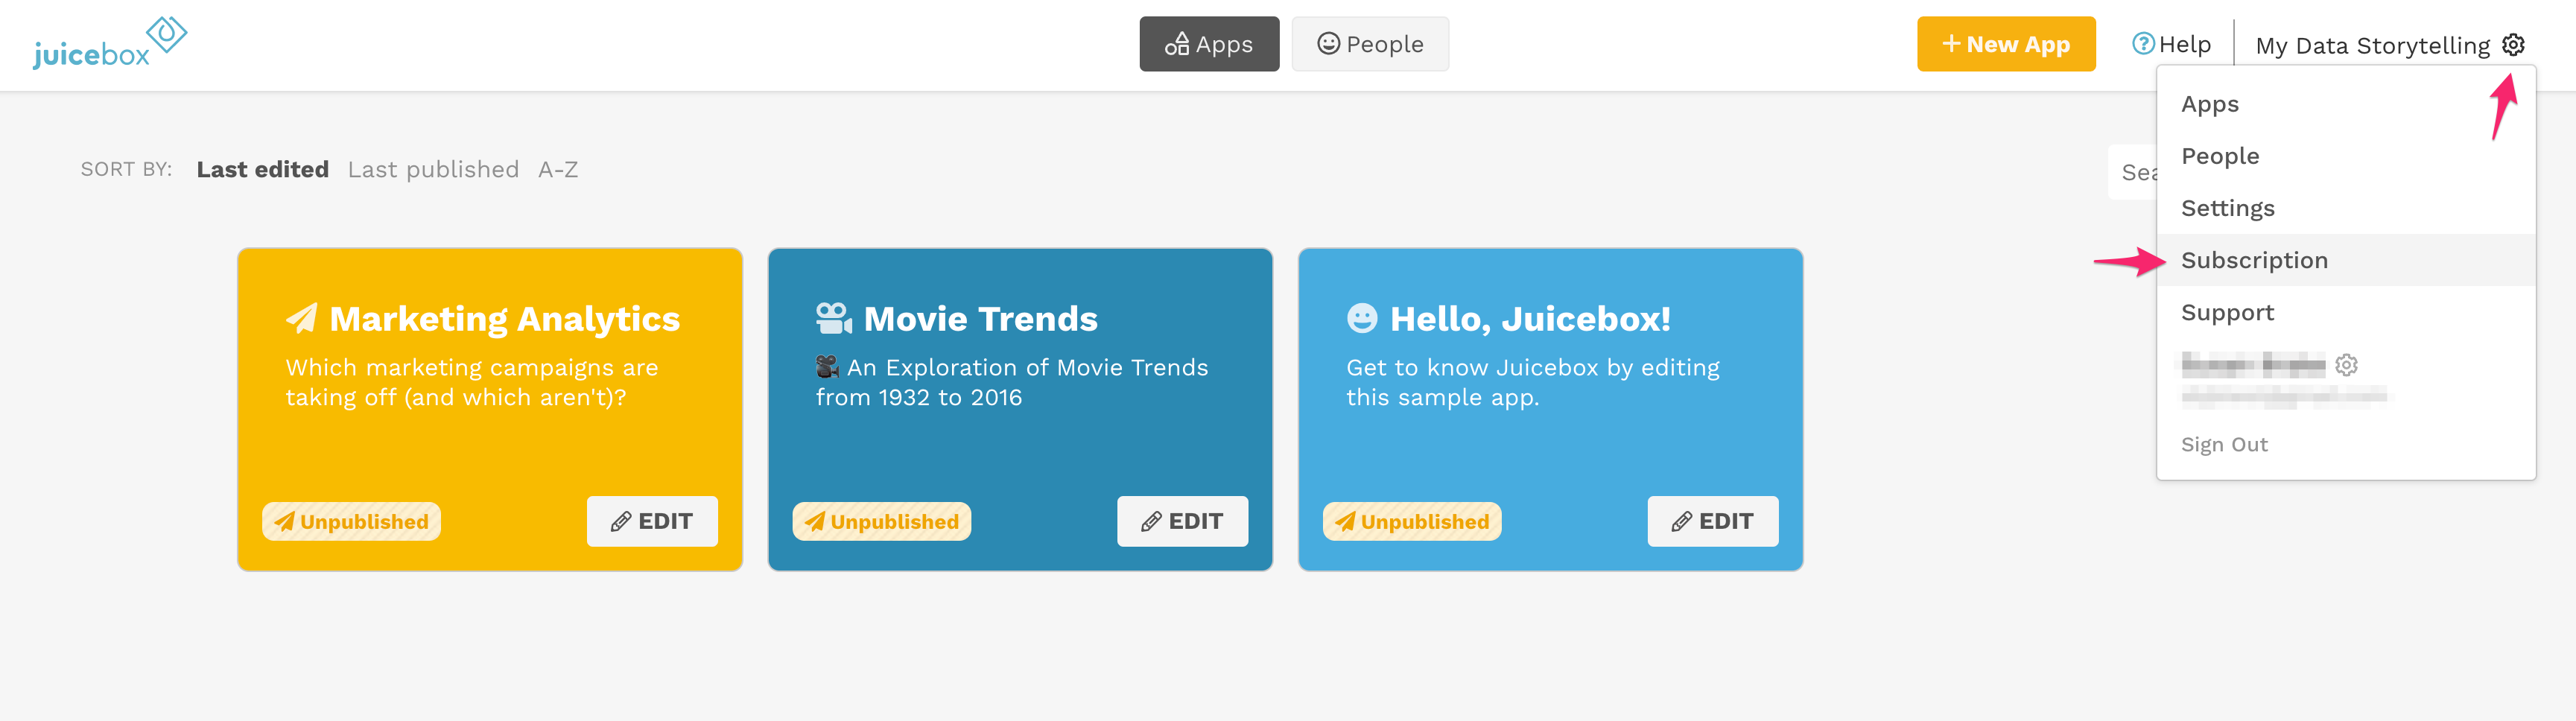 juicebox
Apps
People
New App
Help
My Data Storytelling
SORT BY: Last edited Last published A-Z
Sea
Apps
People
Settings
Subscription
Support
Sign Out
Marketing Analytics
Which marketing campaigns are
taking off (and which aren't)?
Unpublished
EDIT
Movie Trends
An Exploration of Movie Trends
from 1932 to 2016
Unpublished
EDIT
Hello, Juicebox!
Get to know Juicebox by editing
this sample app.
Unpublished
EDIT